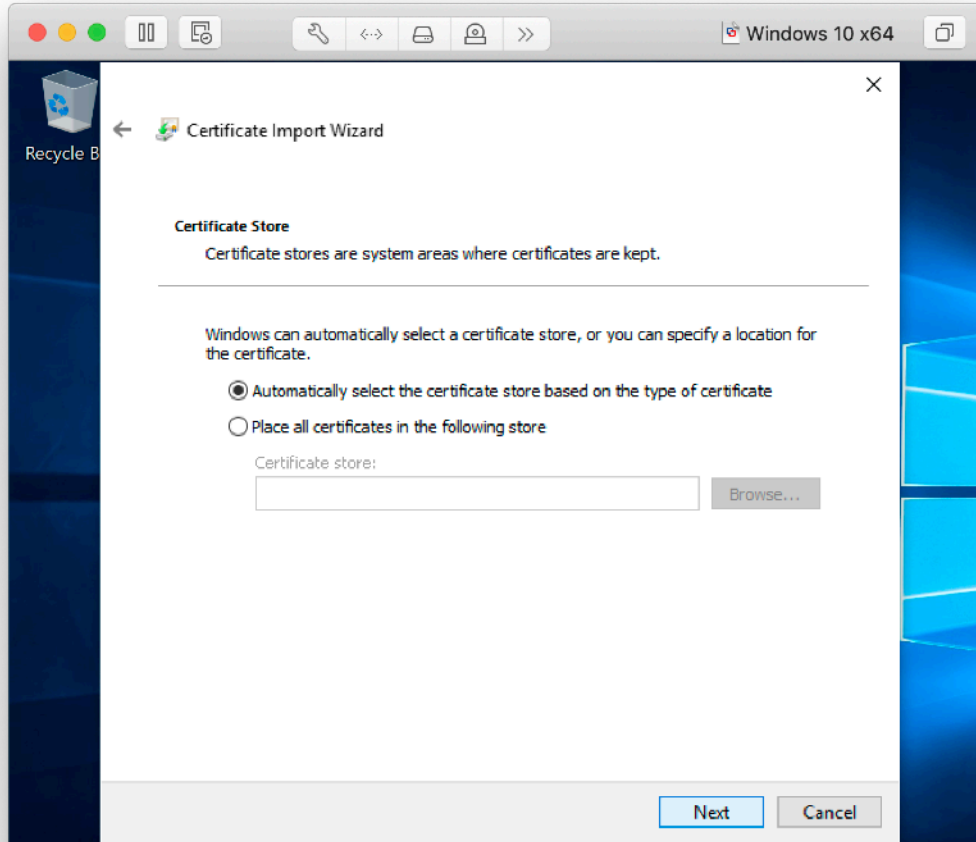 Windows 10 x64
Recycle B
Certificate Import Wizard
Certificate Store
Certificate stores are system areas where certificates are kept.
Windows can automatically select a certificate store, or you can specify a location for
the certificate.
Automatically select the certificate store based on the type of certificate
Place all certificates in the following store
Certificate store:
Browse...
Next
Cancel